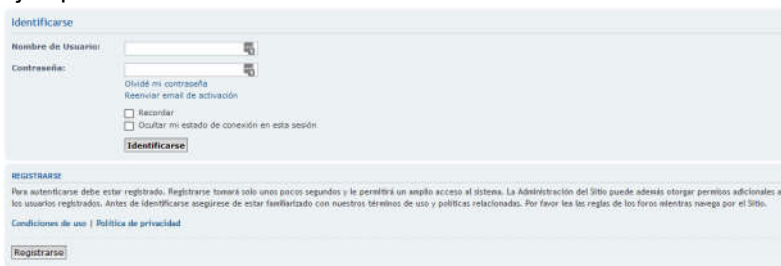 Identificarse
Nombre de Usuario:
Contraseña:
Olvidé mi contraseña
Reenviar email de activación
Recordar
Ocultar mi estado de conexión en esta sesión
Identificarse
REGISTRARSE
Para autenticarse debe estar registrado. Registrarse tomará solo unos pocos segundos y le permitirá un amplio acceso al sistema. La Administración del Sitio puede además otorgar permisos adicionales a
los usuarios registrados. Antes de identificarse asegúrese de estar familiarizado con nuestros términos de uso y políticas relacionadas. Por favor lea las reglas de los foros mientras navega por el Sitio.
Condiciones de uso | Política de privacidad
Registrarse